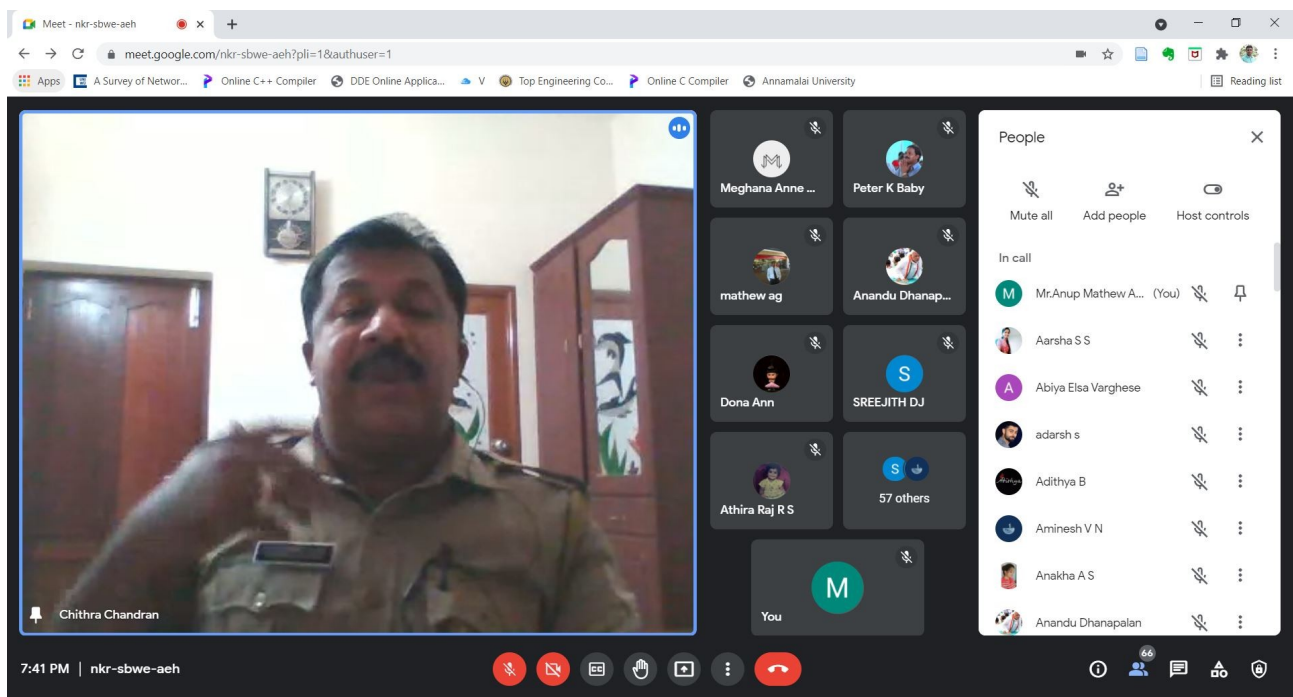 Meet - nkr-sbwe-aeh
meet.google.com/nkr-sbwe-aeh?pli=1&authuser=1
Apps A Survey of Networ... Online C++ Compiler DDE Online Applica... V Top Engineering Co... Online C Compiler Annamalai University Reading list
Chithra Chandran
M
Meghana Anne ...
Peter K Baby
mathew ag
Anandu Dhanap...
Dona Ann
S
SREEJITH DJ
Athira Raj R S
S
57 others
M
You
People
Mute all Add people Host controls
In call
M Mr.Anup Mathew A... (You)
Aarsha S S
A Abiya Elsa Varghese
adarsh s
Adithya B
Aminesh V N
Anakha A S
Anandu Dhanapalan
7:41 PM | nkr-sbwe-aeh
CC
66